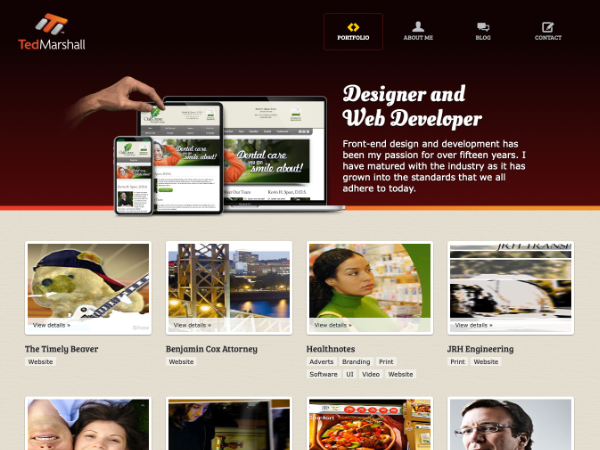 TedMarshall
PORTFOLIO
ABOUT ME
BLOG
CONTACT
Designer and
Web Developer
Front-end design and development has
been my passion for over fifteen years. I
have matured with the industry as it has
grown into the standards that we all
adhere to today.
Dental care
smile about!
Dental care
you can
smile about!
View details »
View details »
View details »
View details »
JRH TRANSP
The Timely Beaver
Website
Benjamin Cox Attorney
Website
Healthnotes
Adverts Branding Print
Software UI Video Website
JRH Engineering
Print Website